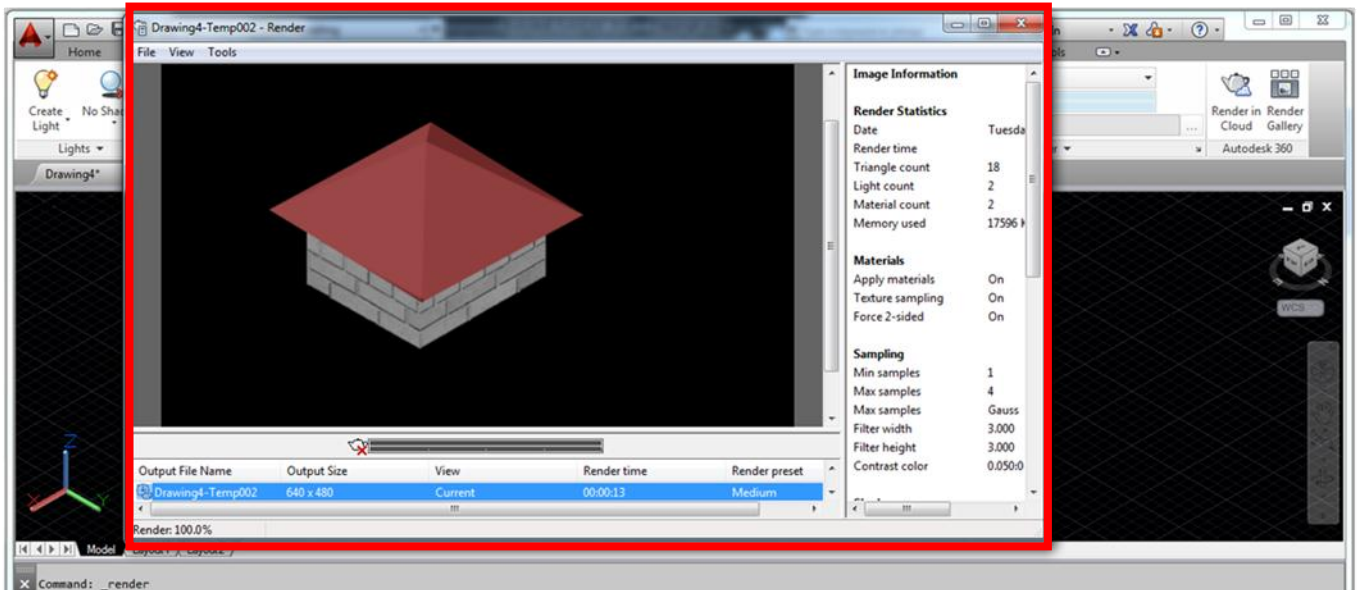 Drawing4-Temp002 - Render
File View Tools
Home
Create Light
No Sha
Lights
Drawing4*
Render in Cloud
Render Gallery
Autodesk 360
Image Information
Render Statistics
Date Tuesda
Render time
Triangle count 18
Light count 2
Material count 2
Memory used 17596 K
Materials
Apply materials On
Texture sampling On
Force 2-sided On
Sampling
Min samples 1
Max samples 4
Max samples Gauss
Filter width 3.000
Filter height 3.000
Contrast color 0.050:0
WCS
Z
X
Y
Output File Name Output Size View Render time Render preset
Drawing4-Temp002 640 x 480 Current 00:00:13 Medium
Render: 100.0%
Model Layout1 Layout2
Command: _render